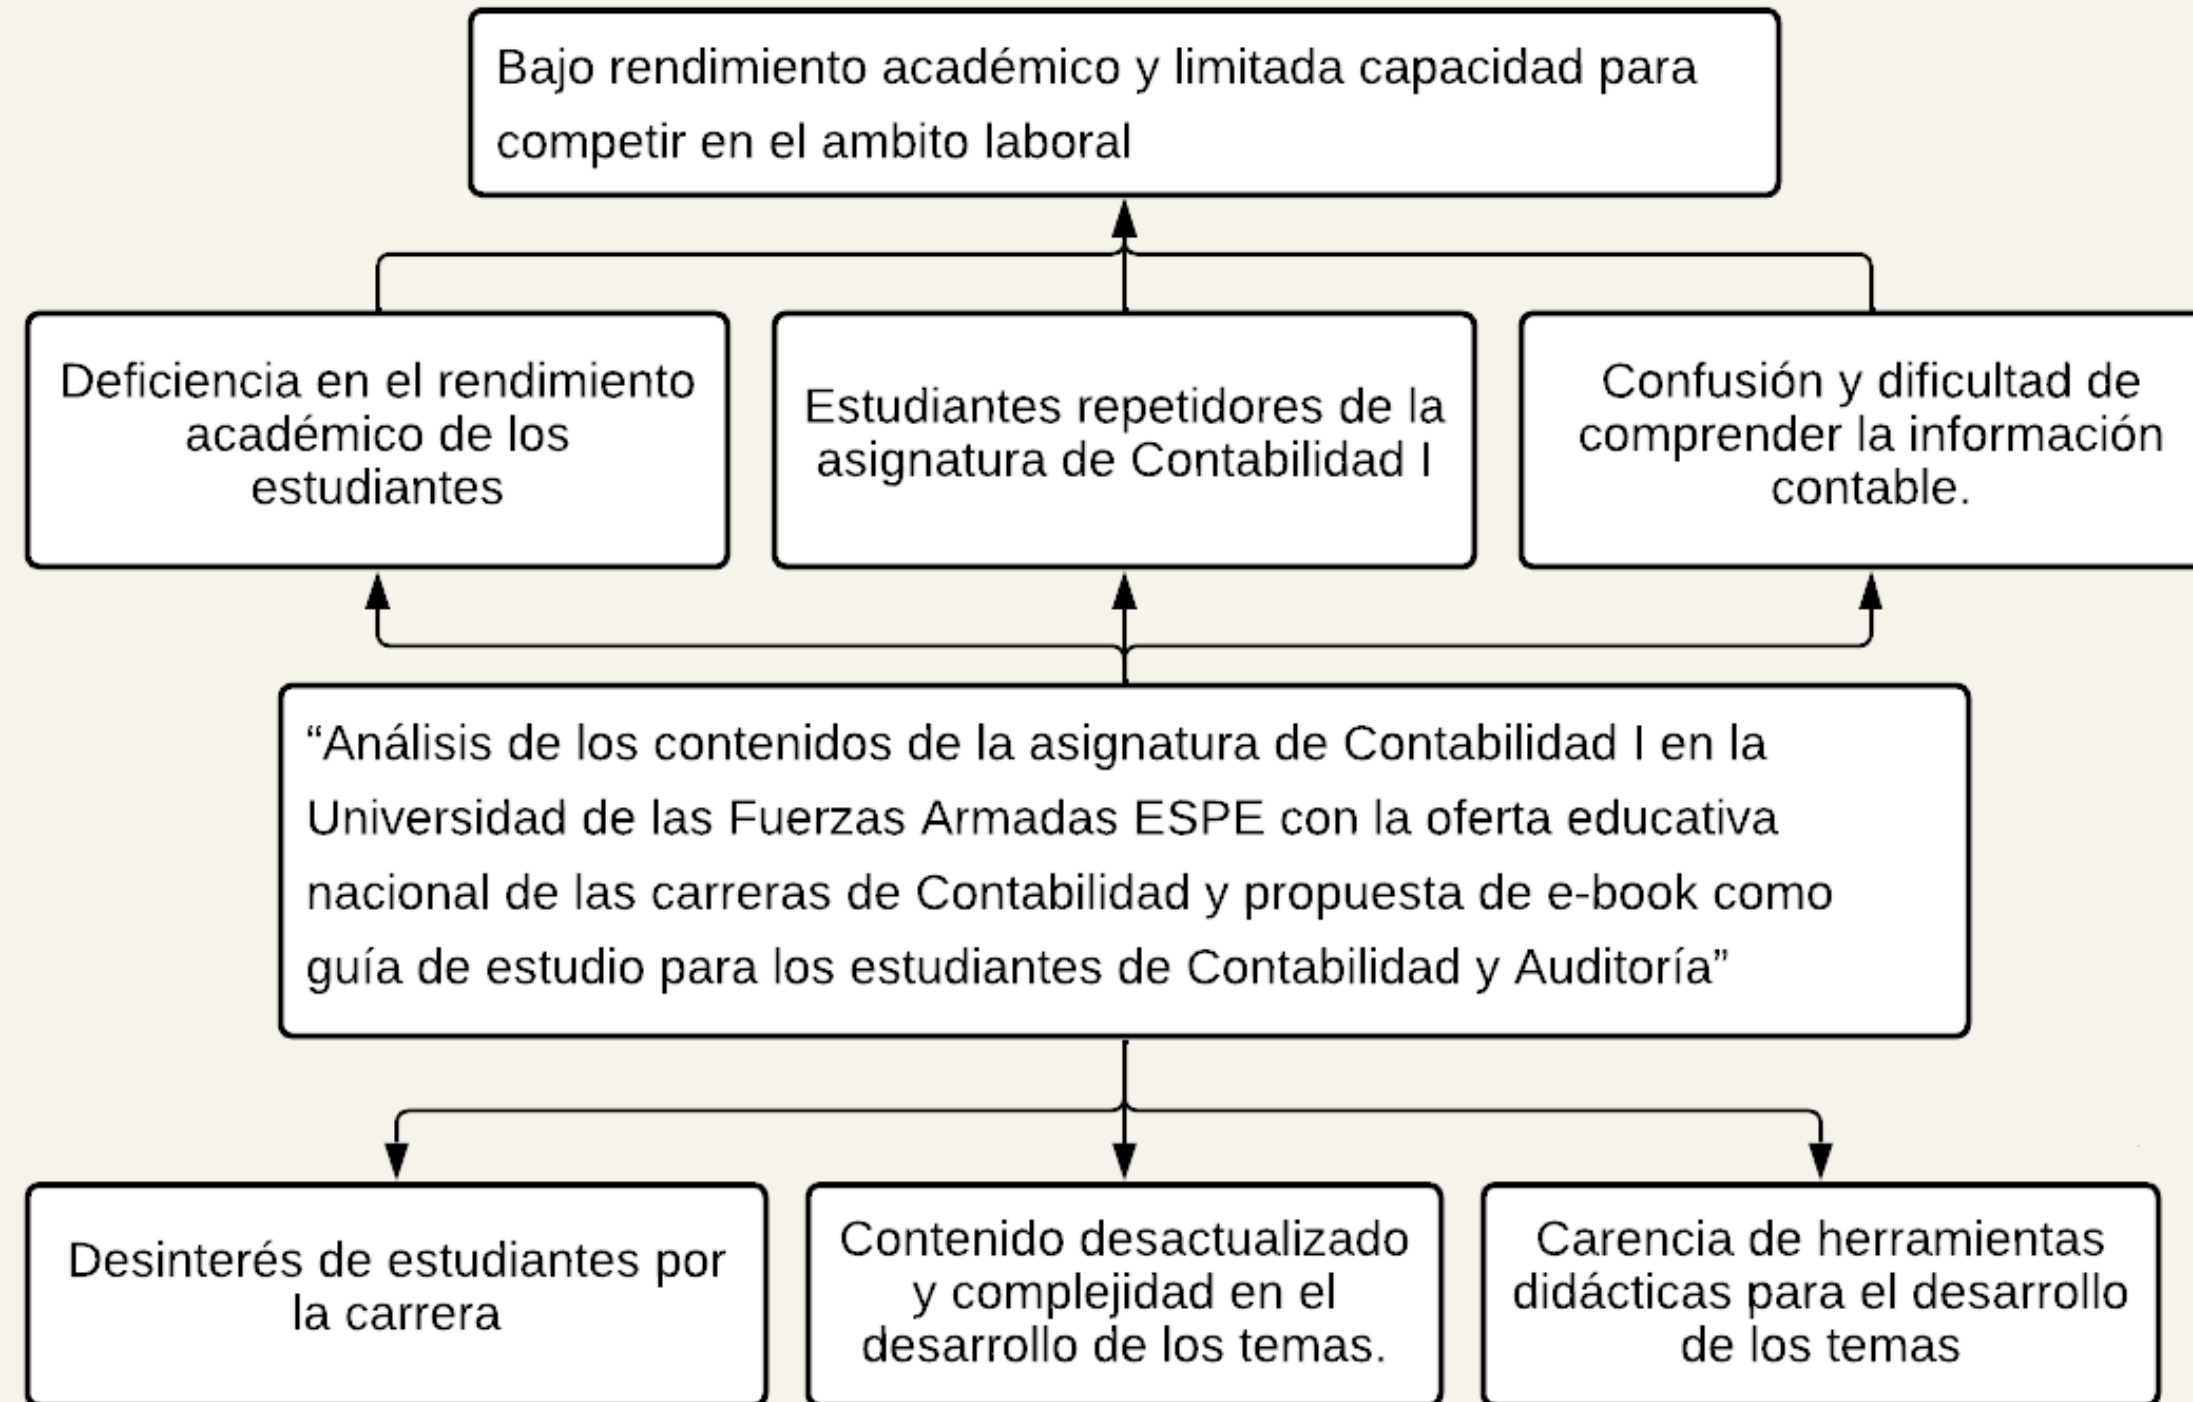 Bajo rendimiento académico y limitada capacidad para
competir en el ambito laboral
Deficiencia en el rendimiento
académico de los
estudiantes
Estudiantes repetidores de la
asignatura de Contabilidad I
Confusión y dificultad de
comprender la información
contable.
“Análisis de los contenidos de la asignatura de Contabilidad I en la
Universidad de las Fuerzas Armadas ESPE con la oferta educativa
nacional de las carreras de Contabilidad y propuesta de e-book como
guía de estudio para los estudiantes de Contabilidad y Auditoría”
Desinterés de estudiantes por
la carrera
Contenido desactualizado
y complejidad en el
desarrollo de los temas.
Carencia de herramientas
didácticas para el desarrollo
de los temas